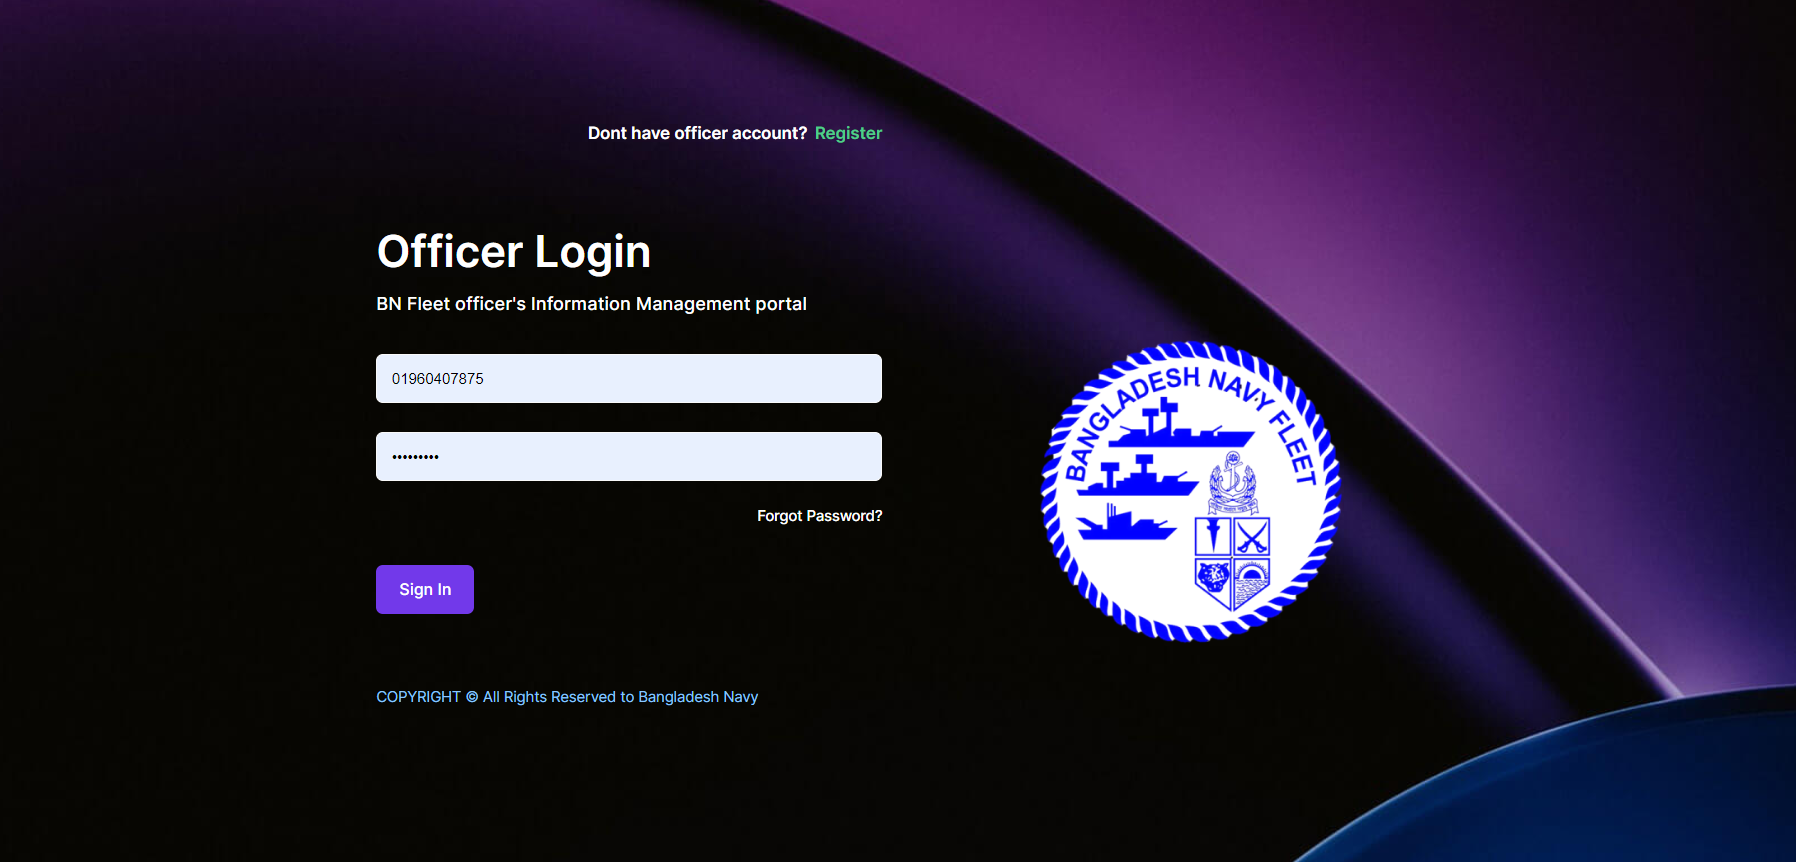 Dont have officer account? Register
Officer Login
BN Fleet officer's Information Management portal
01960407875
•••••••••
Forgot Password?
Sign In
COPYRIGHT © All Rights Reserved to Bangladesh Navy
BANGLADESH NAVY FLEET